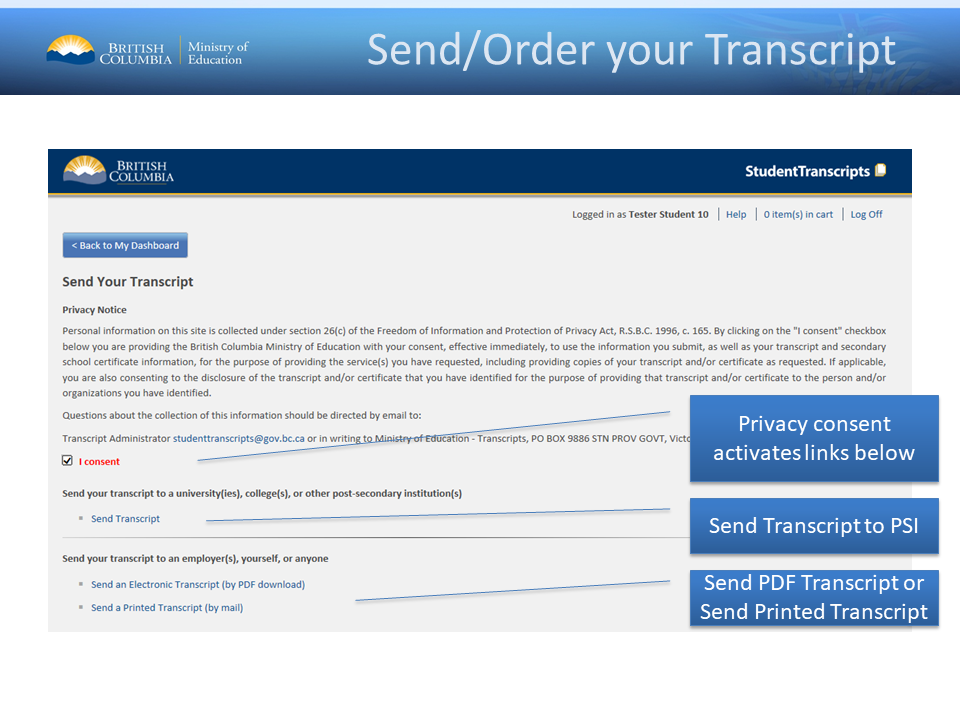 BRITISH COLUMBIA
Ministry of Education
Send/Order your Transcript
BRITISH COLUMBIA
StudentTranscripts
Logged in as Tester Student 10 | Help | 0 item(s) in cart | Log Off
< Back to My Dashboard
Send Your Transcript
Privacy Notice
Personal information on this site is collected under section 26(c) of the Freedom of Information and Protection of Privacy Act, R.S.B.C. 1996, c. 165. By clicking on the "I consent" checkbox
below you are providing the British Columbia Ministry of Education with your consent, effective immediately, to use the information you submit, as well as your transcript and secondary
school certificate information, for the purpose of providing the service(s) you have requested, including providing copies of your transcript and/or certificate as requested. If applicable,
you are also consenting to the disclosure of the transcript and/or certificate that you have identified for the purpose of providing that transcript and/or certificate to the person and/or
organizations you have identified.
Questions about the collection of this information should be directed by email to:
Transcript Administrator studenttranscripts@gov.bc.ca or in writing to Ministry of Education - Transcripts, PO BOX 9886 STN PROV GOVT,
I consent
Privacy consent
activates links below
Send your transcript to a university(ies), college(s), or other post-secondary institution(s)
Send Transcript
Send Transcript to PSI
Send your transcript to an employer(s), yourself, or anyone
Send an Electronic Transcript (by PDF download)
Send a Printed Transcript (by mail)
Send PDF Transcript or
Send Printed Transcript